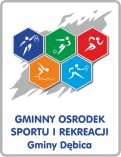 GMINNY OSRODEK
SPORTU I REKREACJI
Gminy Dębica